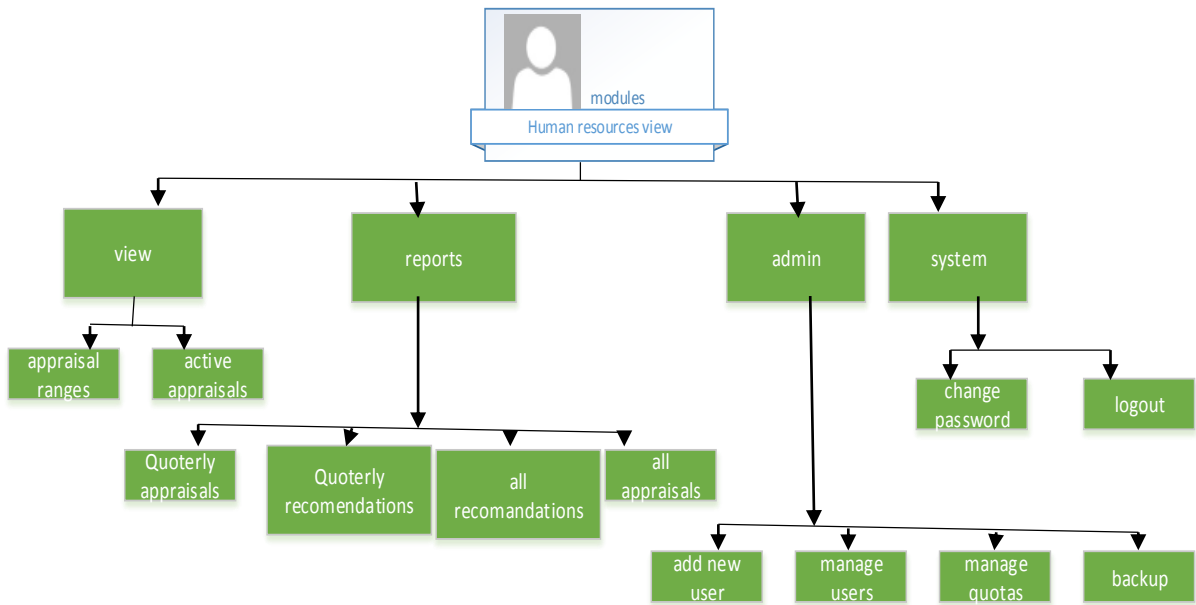 modules
Human resources view
view
reports
admin
system
appraisal
ranges
active
appraisals
change
password
logout
Quoterly
appraisals
Quoterly
recomendations
all
recomandations
all
appraisals
add new
user
manage
users
manage
quotas
backup